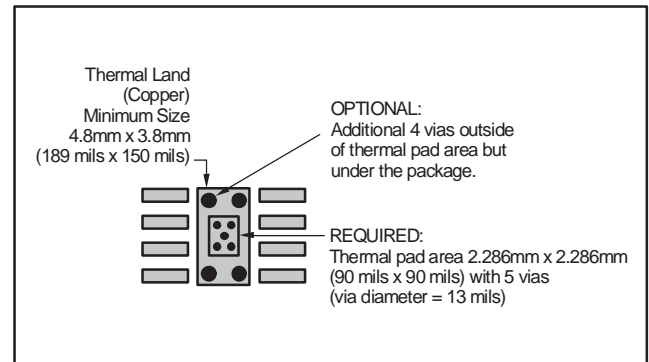 Thermal Land
(Copper)
Minimum Size
4.8mm x 3.8mm
(189 mils x 150 mils)
OPTIONAL:
Additional 4 vias outside
of thermal pad area but
under the package.
REQUIRED:
Thermal pad area 2.286mm x 2.286mm
(90 mils x 90 mils) with 5 vias
(via diameter = 13 mils)